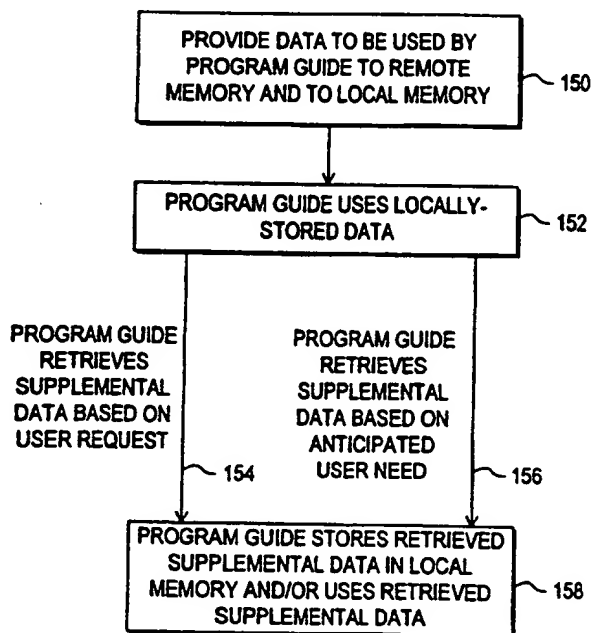 PROVIDE DATA TO BE USED BY
PROGRAM GUIDE TO REMOTE
MEMORY AND TO LOCAL MEMORY
150
PROGRAM GUIDE USES LOCALLY-
STORED DATA
152
PROGRAM GUIDE
RETRIEVES
SUPPLEMENTAL
DATA BASED ON
USER REQUEST
154
PROGRAM GUIDE
RETRIEVES
SUPPLEMENTAL
DATA BASED ON
ANTICIPATED
USER NEED
156
PROGRAM GUIDE STORES RETRIEVED
SUPPLEMENTAL DATA IN LOCAL
MEMORY AND/OR USES RETRIEVED
SUPPLEMENTAL DATA
158